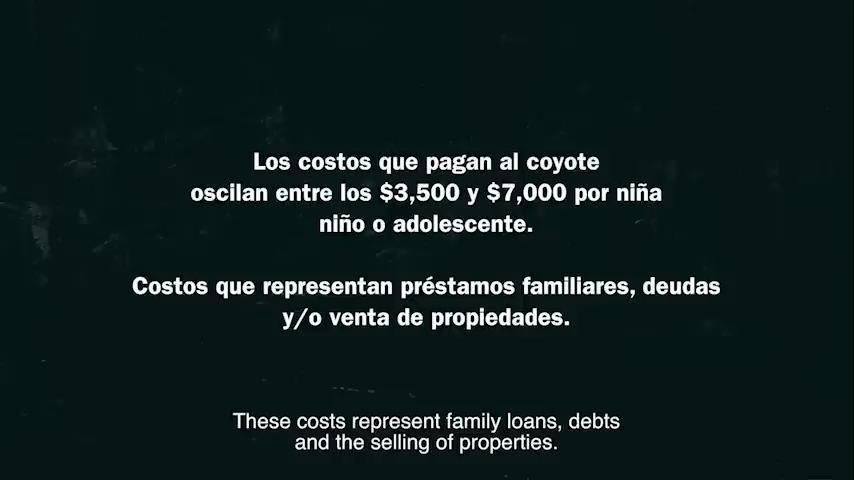 Los costos que pagan al coyote
oscilan entre los $3,500 y $7,000 por niña
niño o adolescente.
Costos que representan préstamos familiares, deudas
y/o venta de propiedades.
These costs represent family loans, debts
and the selling of properties.